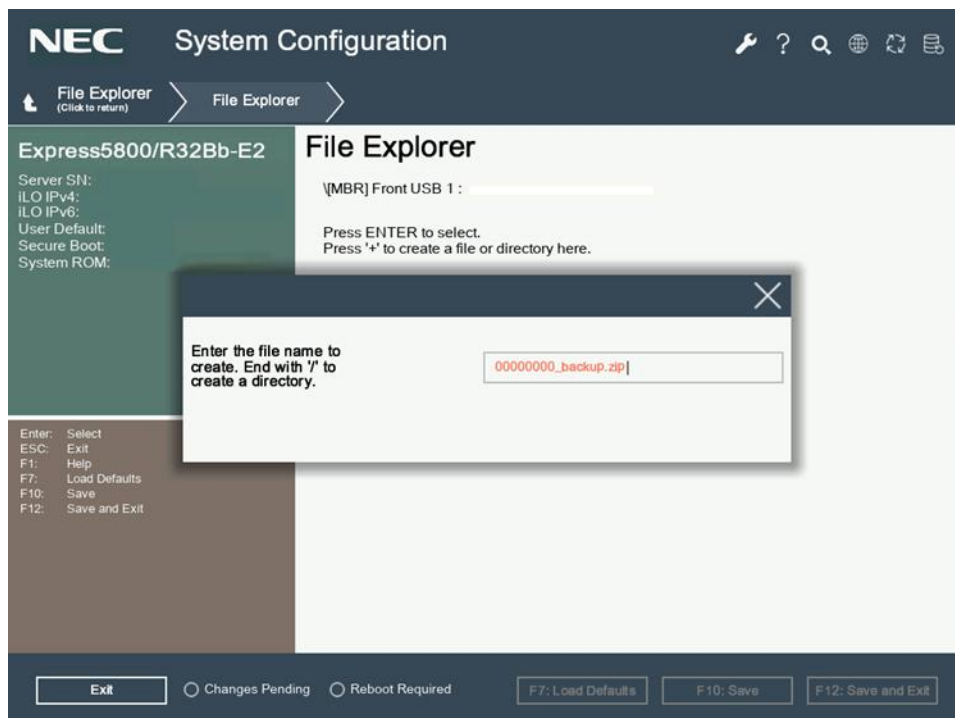 NEC System Configuration
File Explorer
(Click to return)
File Explorer
Express5800/R32Bb-E2
Server SN:
iLO IPv4:
iLO IPv6:
User Default:
Secure Boot:
System ROM:
File Explorer
\[MBR] Front USB 1 :
Press ENTER to select.
Press '+' to create a file or directory here.
Enter the file name to
create. End with '/' to
create a directory.
00000000_backup.zip
Enter: Select
ESC: Exit
F1: Help
F7: Load Defaults
F10: Save
F12: Save and Exit
Exit
Changes Pending
Reboot Required
F7: Load Defaults
F10: Save
F12: Save and Exit